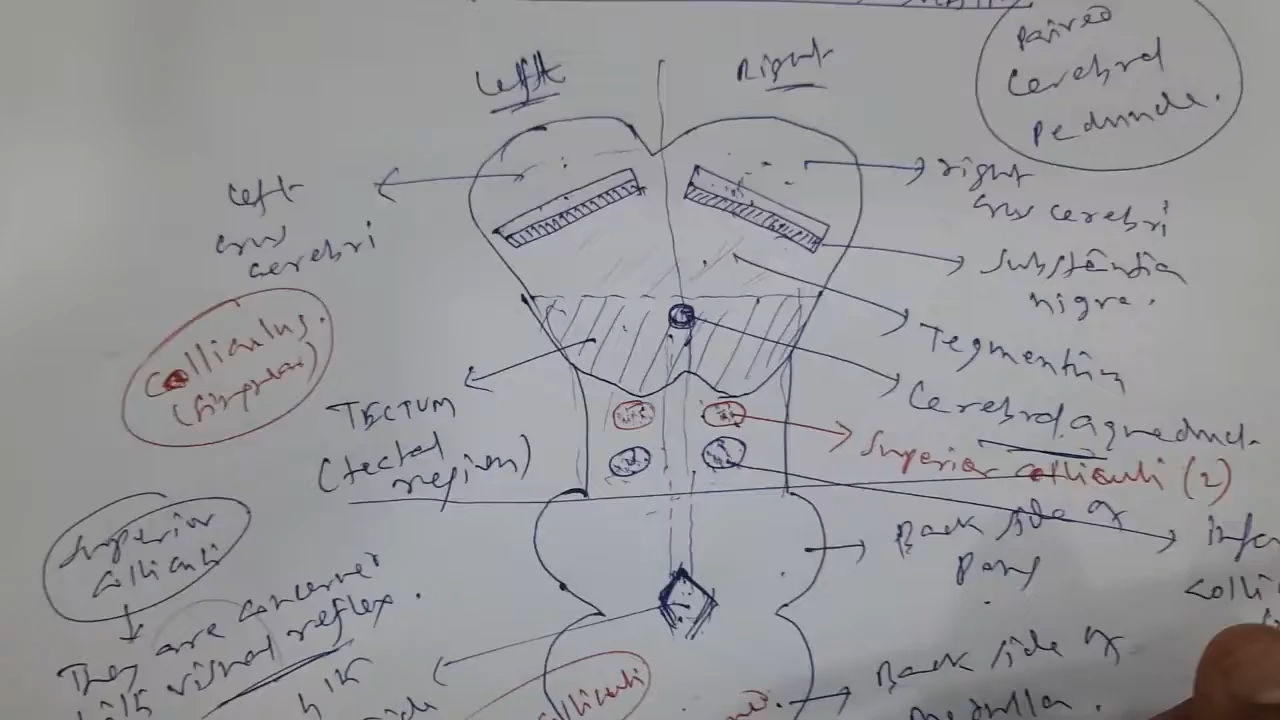 Paired
Cerebral
Peduncle.
Left
Right
left
crus
cerebri
right
crus cerebri
Substantia
nigra.
Tegmentum
Cerebral aqueduct
Colliculus.
(singular)
TECTUM
(tectal
region)
Superior colliculi (2)
Superior
colliculi
They are concerned
with visual reflex.
Back side of
Pons
colliculi
Back side of
medulla.